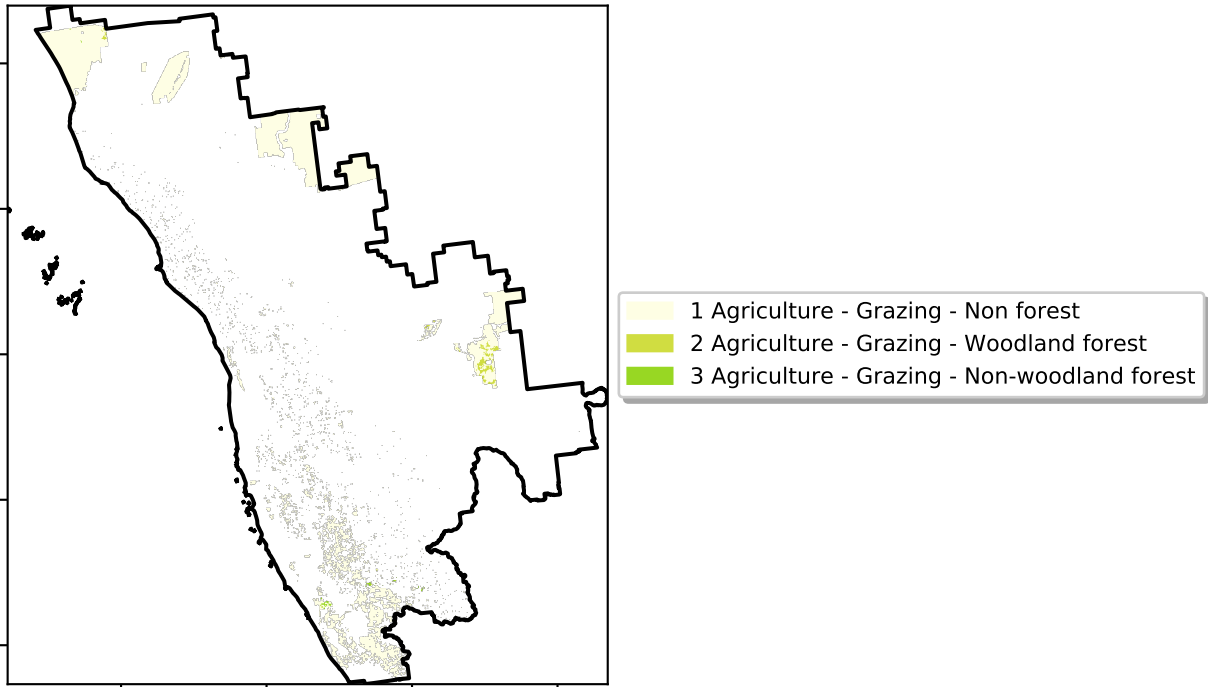 1 Agriculture - Grazing - Non forest
2 Agriculture - Grazing - Woodland forest
3 Agriculture - Grazing - Non-woodland forest